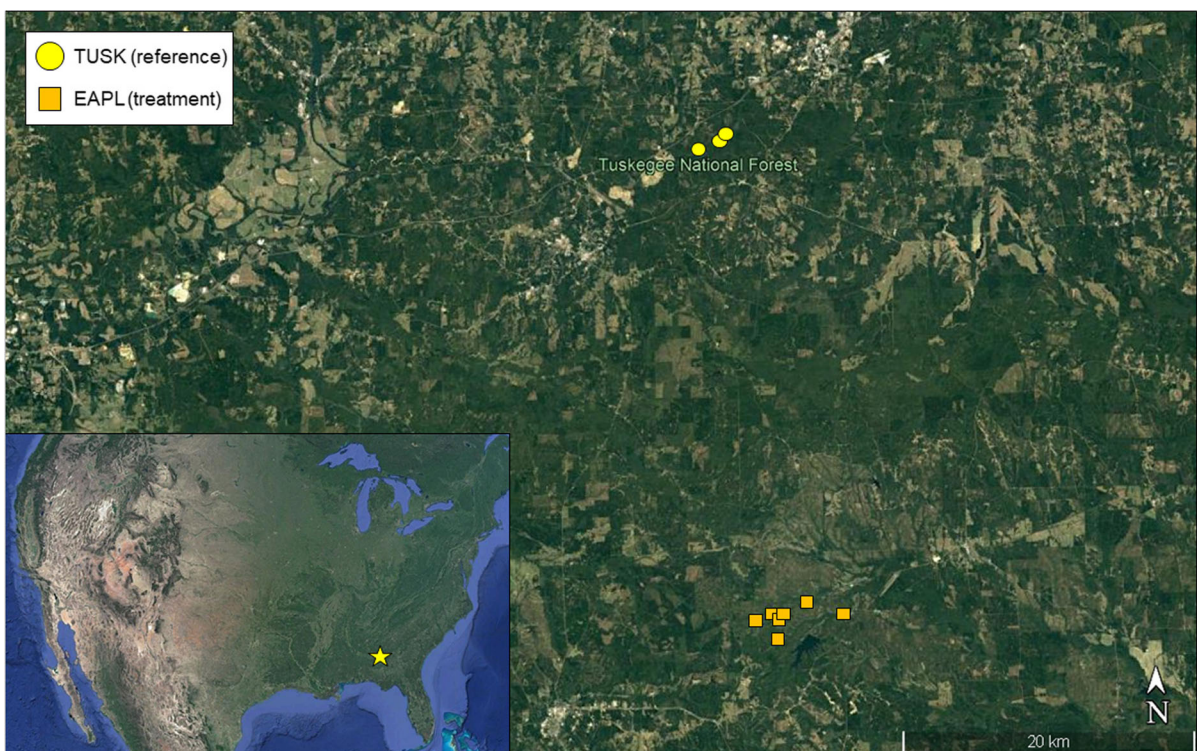 TUSK (reference)
EAPL (treatment)
Tuskegee National Forest
N
20 km